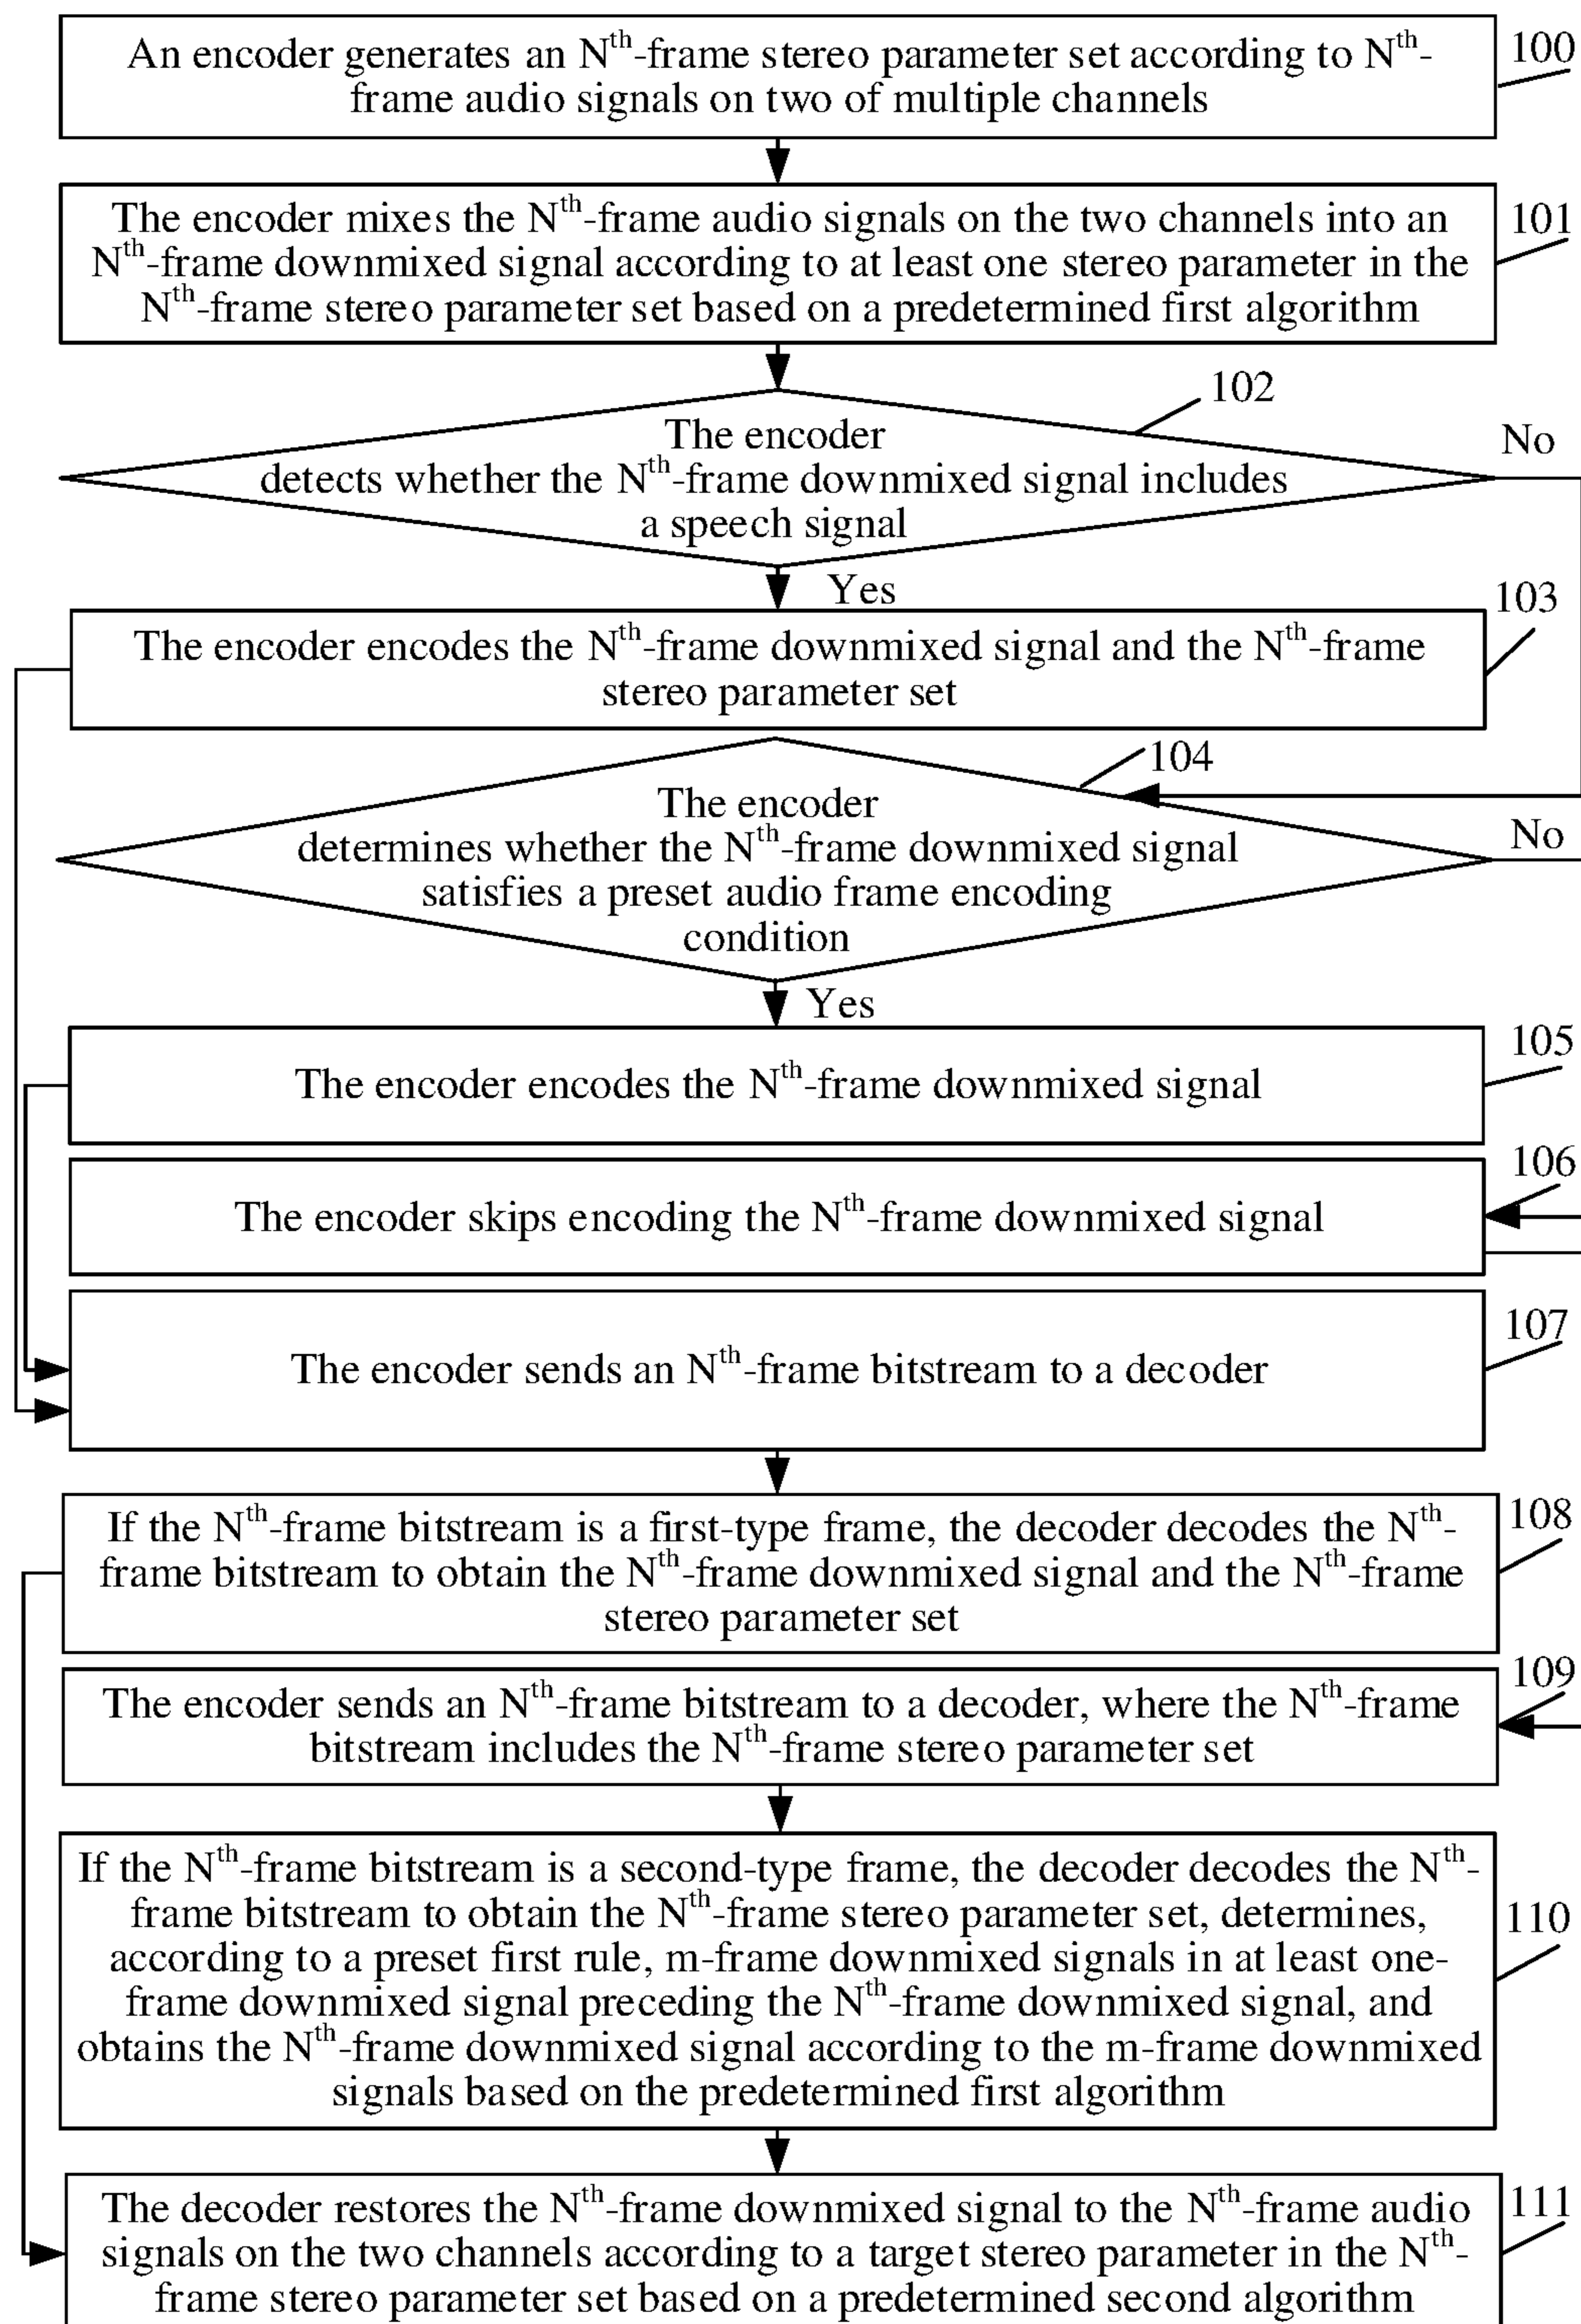 An encoder generates an Nth-frame stereo parameter set according to Nth-
frame audio signals on two of multiple channels
100
The encoder mixes the Nth-frame audio signals on the two channels into an
Nth-frame downmixed signal according to at least one stereo parameter in the
Nth-frame stereo parameter set based on a predetermined first algorithm
101
102
The encoder
detects whether the Nth-frame downmixed signal includes
a speech signal
No
Yes
103
The encoder encodes the Nth-frame downmixed signal and the Nth-frame
stereo parameter set
104
The encoder
determines whether the Nth-frame downmixed signal
satisfies a preset audio frame encoding
condition
No
Yes
105
The encoder encodes the Nth-frame downmixed signal
106
The encoder skips encoding the Nth-frame downmixed signal
107
The encoder sends an Nth-frame bitstream to a decoder
108
If the Nth-frame bitstream is a first-type frame, the decoder decodes the Nth-
frame bitstream to obtain the Nth-frame downmixed signal and the Nth-frame
stereo parameter set
109
The encoder sends an Nth-frame bitstream to a decoder, where the Nth-frame
bitstream includes the Nth-frame stereo parameter set
If the Nth-frame bitstream is a second-type frame, the decoder decodes the Nth-
frame bitstream to obtain the Nth-frame stereo parameter set, determines,
according to a preset first rule, m-frame downmixed signals in at least one-
frame downmixed signal preceding the Nth-frame downmixed signal, and
obtains the Nth-frame downmixed signal according to the m-frame downmixed
signals based on the predetermined first algorithm
110
The decoder restores the Nth-frame downmixed signal to the Nth-frame audio
signals on the two channels according to a target stereo parameter in the Nth-
frame stereo parameter set based on a predetermined second algorithm
111